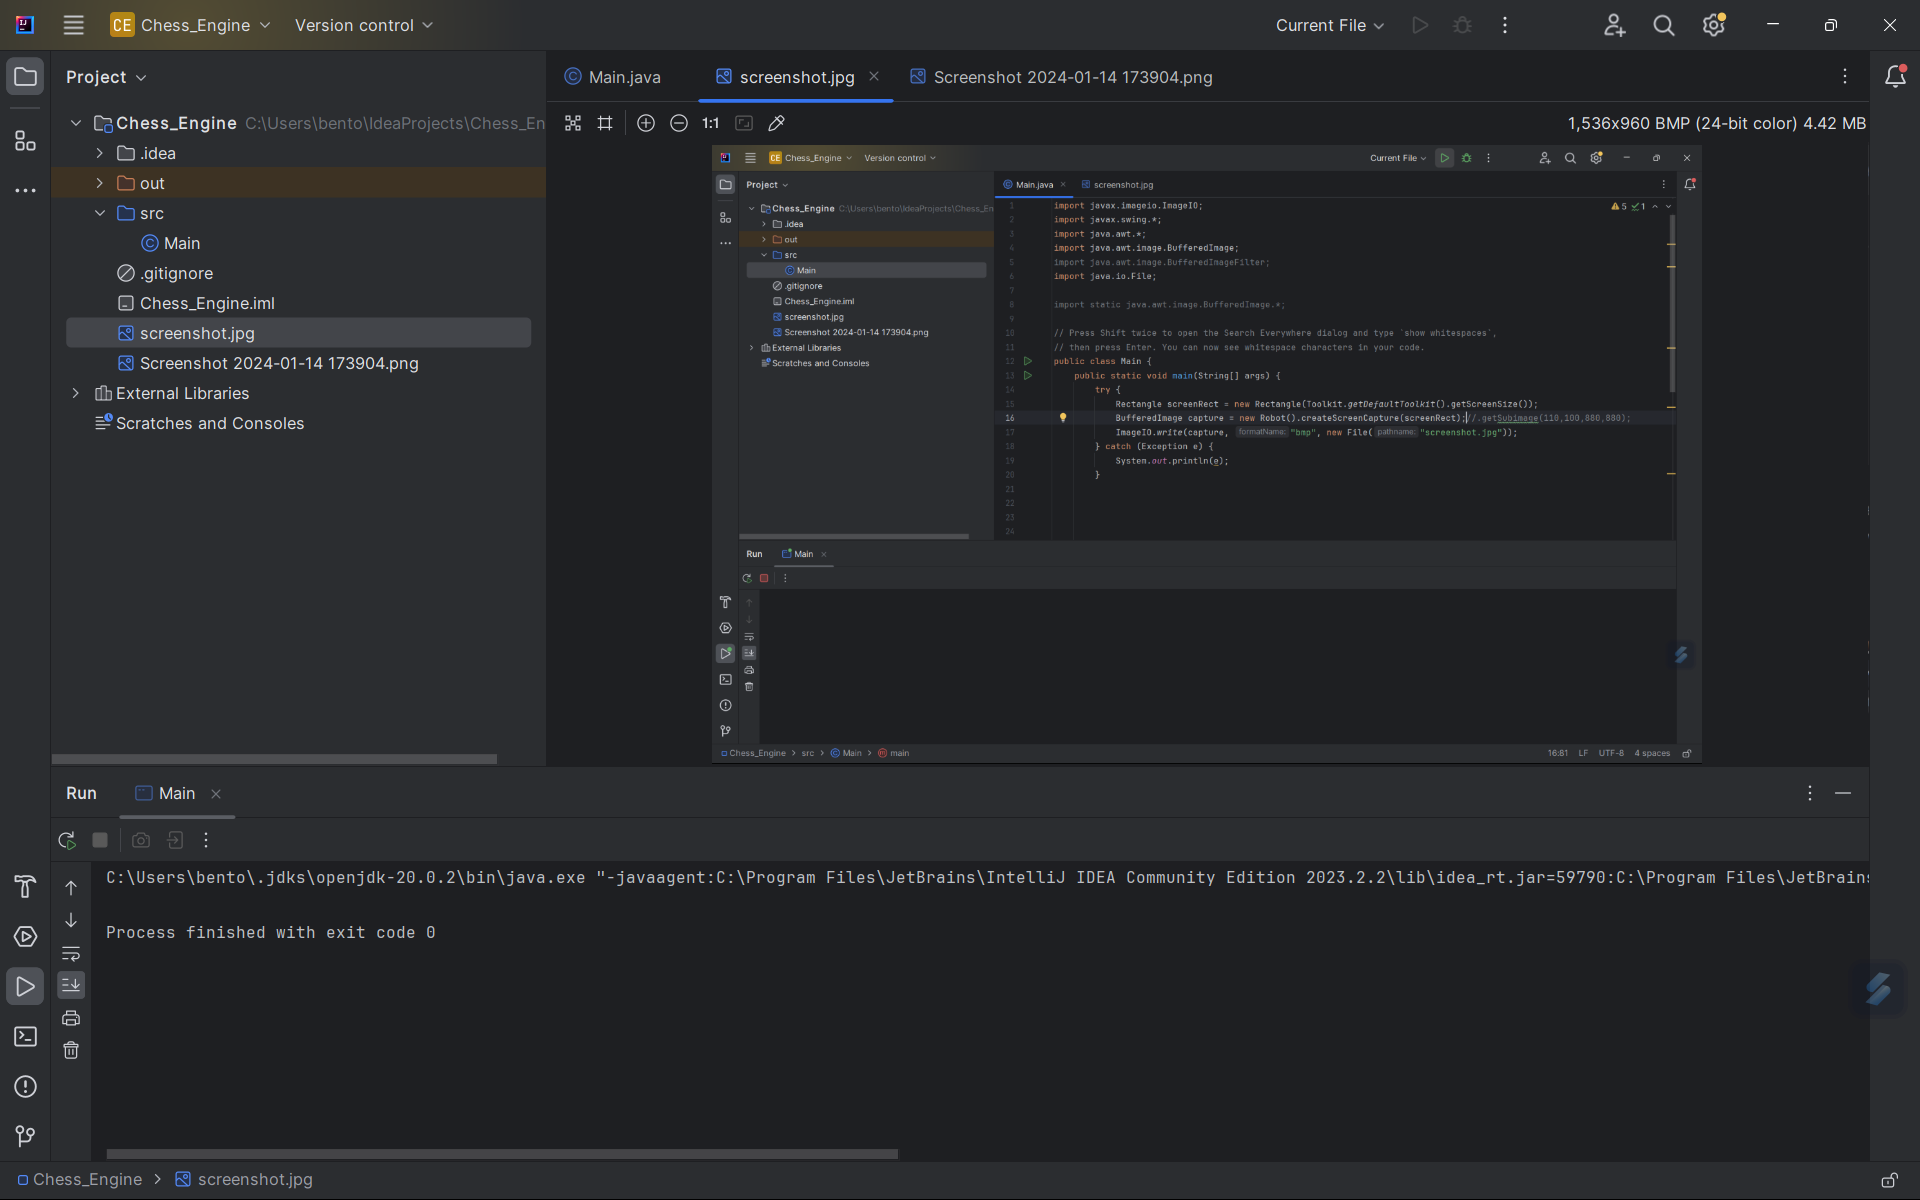 CE Chess_Engine Version control Current File
Project
Main.java screenshot.jpg Screenshot 2024-01-14 173904.png
Chess_Engine C:\Users\bento\IdeaProjects\Chess_En
.idea
out
src
Main
.gitignore
Chess_Engine.iml
screenshot.jpg
Screenshot 2024-01-14 173904.png
External Libraries
Scratches and Consoles
1:1 1,536x960 BMP (24-bit color) 4.42 MB
CE Chess_Engine Version control Current File
Project
Main.java screenshot.jpg
Chess_Engine C:\Users\bento\IdeaProjects\Chess_En
.idea
out
src
Main
.gitignore
Chess_Engine.iml
screenshot.jpg
Screenshot 2024-01-14 173904.png
External Libraries
Scratches and Consoles
5 1
1 import javax.imageio.ImageIO;
2 import javax.swing.*;
3 import java.awt.*;
4 import java.awt.image.BufferedImage;
5 import java.awt.image.BufferedImageFilter;
6 import java.io.File;
7
8 import static java.awt.image.BufferedImage.*;
9
10 // Press Shift twice to open the Search Everywhere dialog and type `show whitespaces`,
11 // then press Enter. You can now see whitespace characters in your code.
12 public class Main {
13 public static void main(String[] args) {
14 try {
15 Rectangle screenRect = new Rectangle(Toolkit.getDefaultToolkit().getScreenSize());
16 BufferedImage capture = new Robot().createScreenCapture(screenRect);//.getSubimage(110,100,880,880);
17 ImageIO.write(capture, formatName: "bmp", new File( pathname: "screenshot.jpg"));
18 } catch (Exception e) {
19 System.out.println(e);
20 }
21
22
23
24
Run Main
Chess_Engine src Main main 16:81 LF UTF-8 4 spaces
Run Main
C:\Users\bento\.jdks\openjdk-20.0.2\bin\java.exe "-javaagent:C:\Program Files\JetBrains\IntelliJ IDEA Community Edition 2023.2.2\lib\idea_rt.jar=59790:C:\Program Files\JetBrains
Process finished with exit code 0
Chess_Engine screenshot.jpg